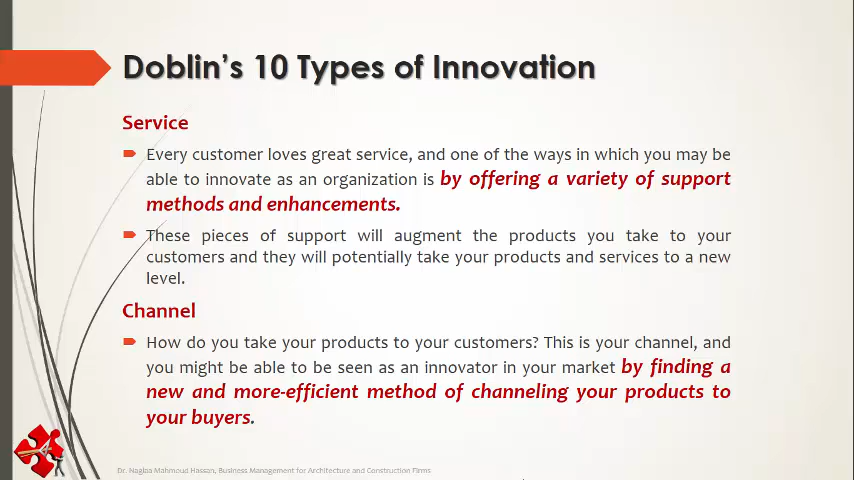 Doblin's 10 Types of Innovation
Service
Every customer loves great service, and one of the ways in which you may be
able to innovate as an organization is by offering a variety of support
methods and enhancements.
These pieces of support will augment the products you take to your
customers and they will potentially take your products and services to a new
level.
Channel
How do you take your products to your customers? This is your channel, and
you might be able to be seen as an innovator in your market by finding a
new and more-efficient method of channeling your products to
your buyers.
Dr. Naglaa Mahmoud Hassan, Business Management for Architecture and Construction Firms